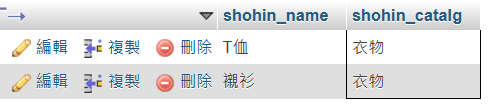 shohin_name shohin_catalg
編輯 複製 刪除 T恤 衣物
編輯 複製 刪除 襯衫 衣物